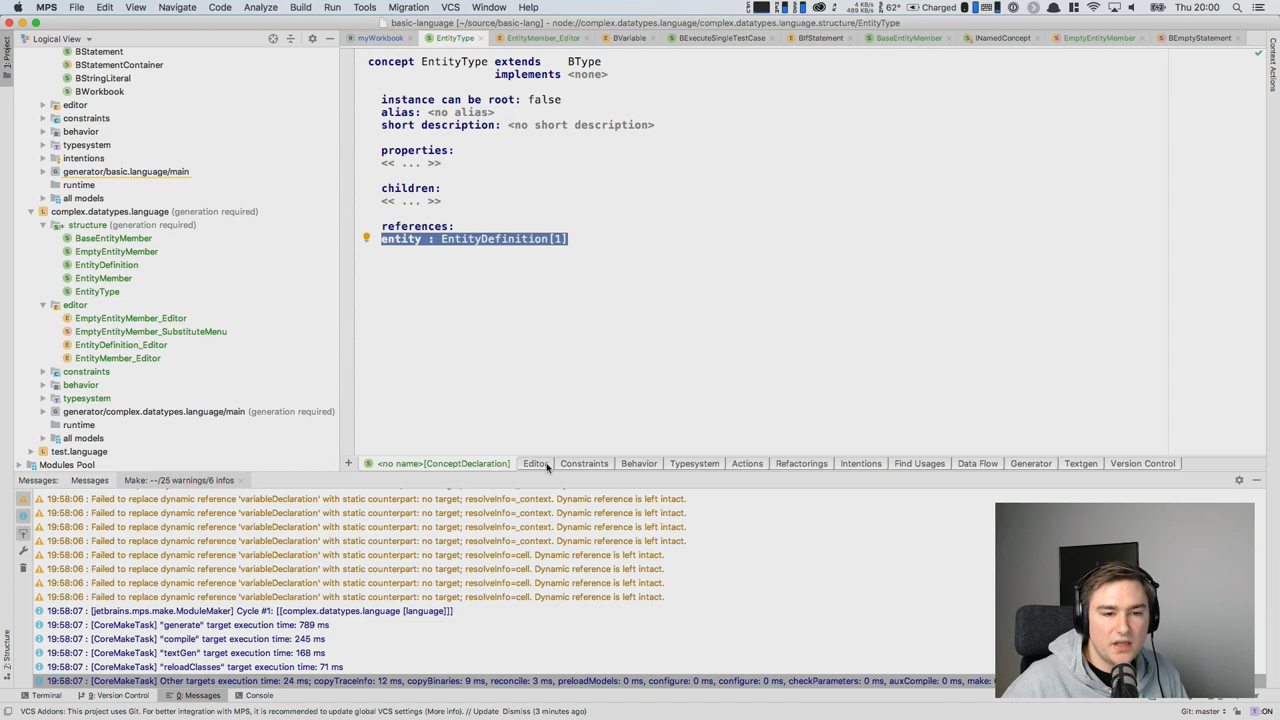 MPS File Edit View Navigate Code Analyze Build Run Tools Migration VCS Window Help
62° Charged Thu 20:00
basic-language [~/source/basic-lang] - node://complex.datatypes.language/complex.datatypes.language.structure/EntityType
Logical View
myWorkbook EntityType EntityMember_Editor BVariable BExecuteSingleTestCase BIfStatement BaseEntityMember INamedConcept EmptyEntityMember BEmptyStatement
1: Project
Actions
BStatement
BStatementContainer
BStringLiteral
BWorkbook
editor
constraints
behavior
typesystem
intentions
generator/basic.language/main
runtime
all models
complex.datatypes.language (generation required)
structure (generation required)
BaseEntityMember
EmptyEntityMember
EntityDefinition
EntityMember
EntityType
editor
EmptyEntityMember_Editor
EmptyEntityMember_SubstituteMenu
EntityDefinition_Editor
EntityMember_Editor
constraints
behavior
typesystem
generator/complex.datatypes.language/main (generation required)
runtime
all models
test.language
Modules Pool
concept EntityType extends BType
implements <none>
instance can be root: false
alias: <no alias>
short description: <no short description>
properties:
<< ... >>
children:
<< ... >>
references:
entity : EntityDefinition[1]
+ <no name>[ConceptDeclaration] Editor Constraints Behavior Typesystem Actions Refactorings Intentions Find Usages Data Flow Generator Textgen Version Control
Messages: Make: --/25 warnings/6 infos
19:58:06 : Failed to replace dynamic reference 'variableDeclaration' with static counterpart: no target; resolveInfo=_context. Dynamic reference is left intact.
19:58:06 : Failed to replace dynamic reference 'variableDeclaration' with static counterpart: no target; resolveInfo=_context. Dynamic reference is left intact.
19:58:06 : Failed to replace dynamic reference 'variableDeclaration' with static counterpart: no target; resolveInfo=_context. Dynamic reference is left intact.
19:58:06 : Failed to replace dynamic reference 'variableDeclaration' with static counterpart: no target; resolveInfo=_context. Dynamic reference is left intact.
19:58:06 : Failed to replace dynamic reference 'variableDeclaration' with static counterpart: no target; resolveInfo=cell. Dynamic reference is left intact.
19:58:06 : Failed to replace dynamic reference 'variableDeclaration' with static counterpart: no target; resolveInfo=cell. Dynamic reference is left intact.
19:58:06 : Failed to replace dynamic reference 'variableDeclaration' with static counterpart: no target; resolveInfo=cell. Dynamic reference is left intact.
19:58:06 : Failed to replace dynamic reference 'variableDeclaration' with static counterpart: no target; resolveInfo=cell. Dynamic reference is left intact.
19:58:07 : [jetbrains.mps.make.ModuleMaker] Cycle #1: [[complex.datatypes.language [language]]]
19:58:07 : [CoreMakeTask] "generate" target execution time: 789 ms
19:58:07 : [CoreMakeTask] "compile" target execution time: 245 ms
19:58:07 : [CoreMakeTask] "textGen" target execution time: 168 ms
19:58:07 : [CoreMakeTask] "reloadClasses" target execution time: 71 ms
19:58:07 : [CoreMakeTask] Other targets execution time: 24 ms; copyTraceInfo: 12 ms, copyBinaries: 9 ms, reconcile: 3 ms, preloadModels: 0 ms, configure: 0 ms, configure: 0 ms, checkParameters: 0 ms, auxCompile: 0 ms, make:
Z: Structure
Terminal 9: Version Control 0: Messages Console
VCS Addons: This project uses Git. For better integration with MPS, it is recommended to update global VCS settings (More info). // Update Dismiss (3 minutes ago)
Git: master T:ON